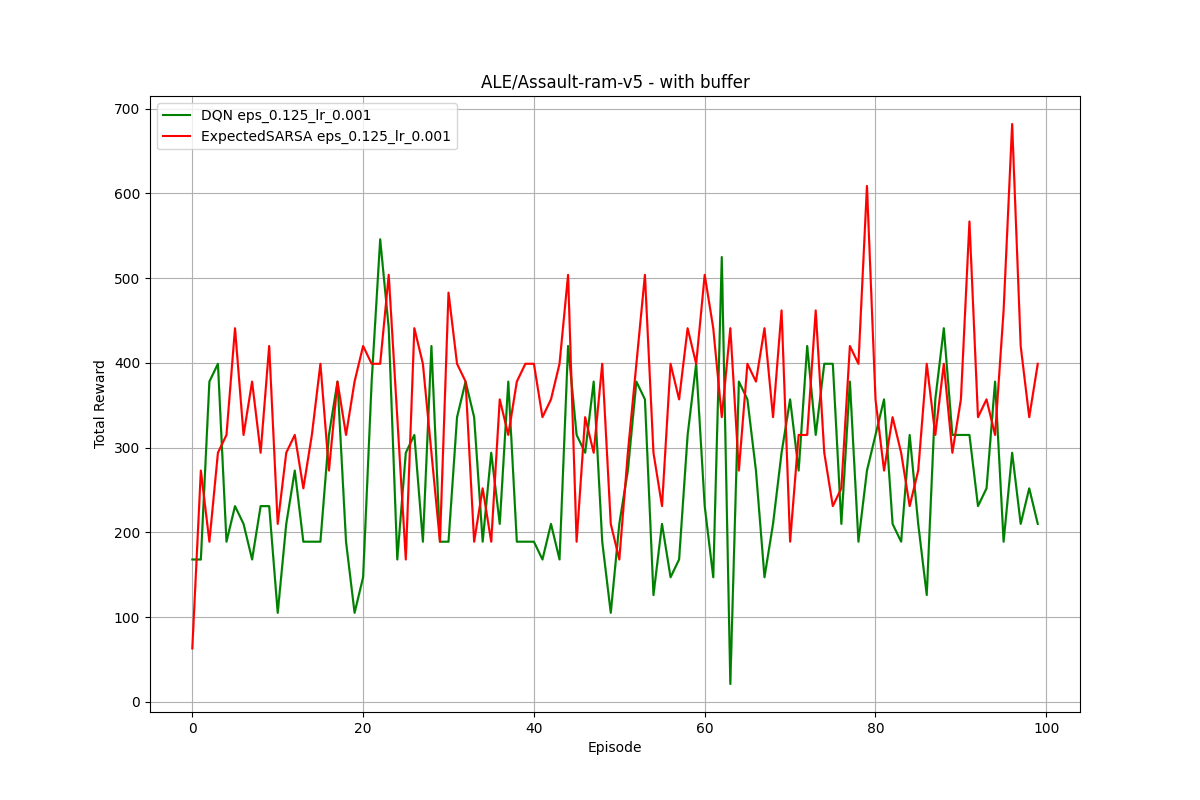 ALE/Assault-ram-v5 - with buffer
DQN eps_0.125_lr_0.001
ExpectedSARSA eps_0.125_lr_0.001
Total Reward
700
600
500
400
300
200
100
0
0 20 40 60 80 100
Episode